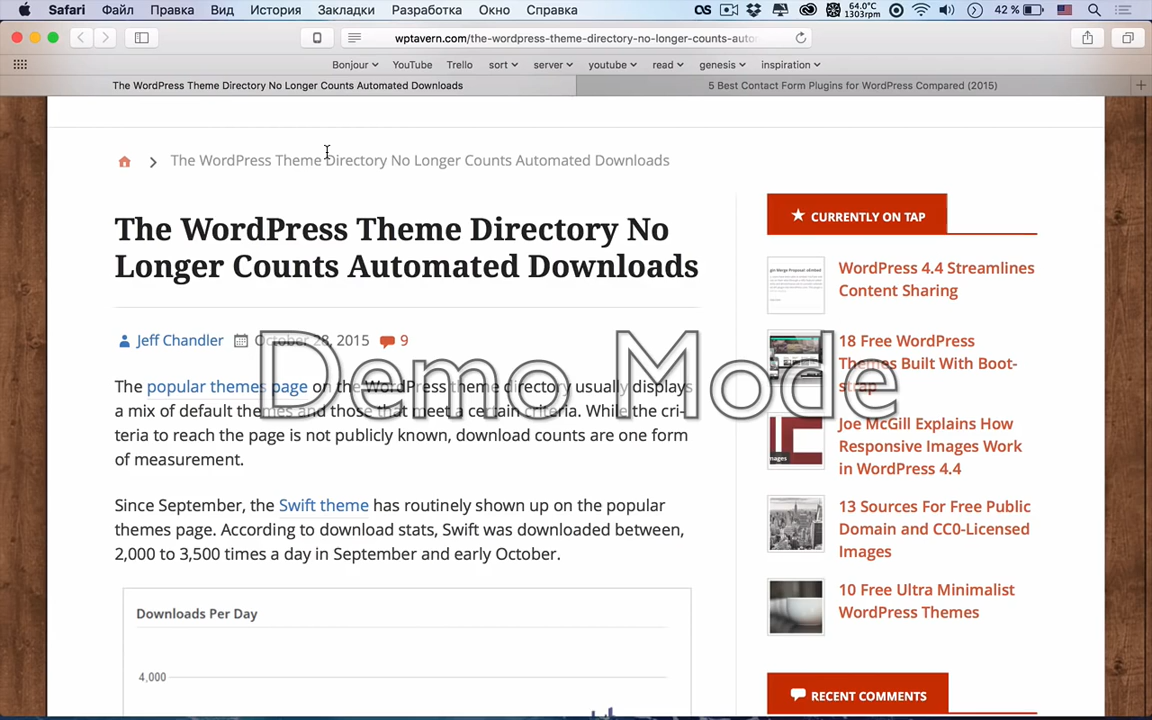 Safari Файл Правка Вид История Закладки Разработка Окно Справка 64.0°C 1303rpm 42 %
wptavern.com/the-wordpress-theme-directory-no-longer-counts-auto
Bonjour YouTube Trello sort server youtube read genesis inspiration
The WordPress Theme Directory No Longer Counts Automated Downloads
5 Best Contact Form Plugins for WordPress Compared (2015)
The WordPress Theme Directory No Longer Counts Automated Downloads
The WordPress Theme Directory No
Longer Counts Automated Downloads
Jeff Chandler October 28, 2015 9
Demo Mode
The popular themes page on the WordPress theme directory usually displays
a mix of default themes and those that meet a certain criteria. While the cri-
teria to reach the page is not publicly known, download counts are one form
of measurement.
Since September, the Swift theme has routinely shown up on the popular
themes page. According to download stats, Swift was downloaded between,
2,000 to 3,500 times a day in September and early October.
Downloads Per Day
4,000
CURRENTLY ON TAP
WordPress 4.4 Streamlines
Content Sharing
18 Free WordPress
Themes Built With Boot-
strap
Joe McGill Explains How
Responsive Images Work
in WordPress 4.4
13 Sources For Free Public
Domain and CC0-Licensed
Images
10 Free Ultra Minimalist
WordPress Themes
RECENT COMMENTS